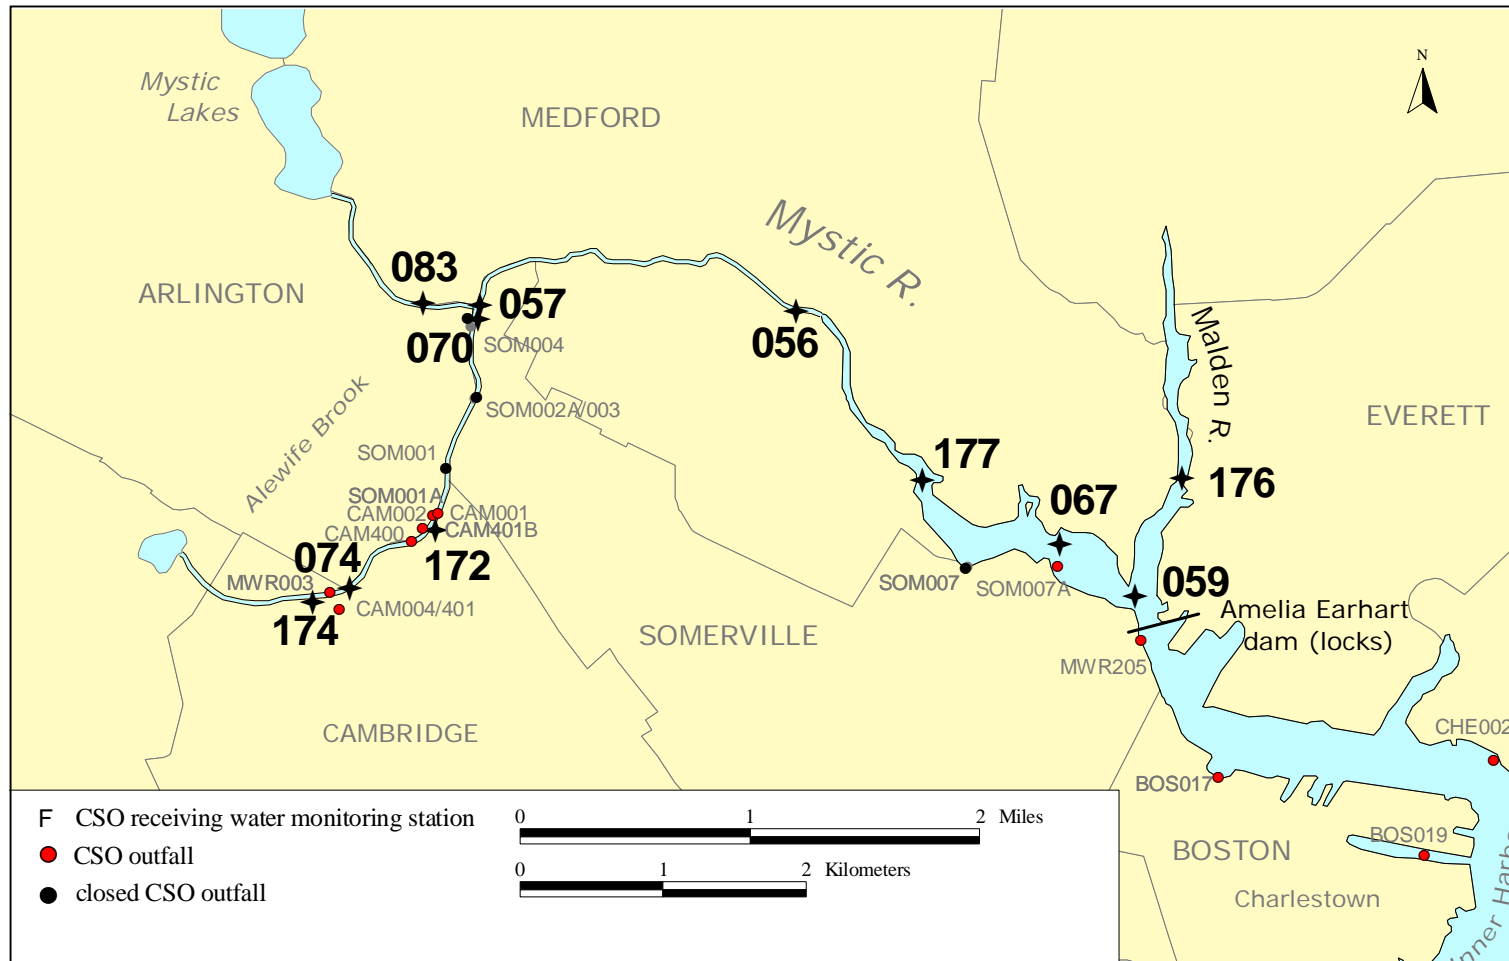 N
Mystic
Lakes
MEDFORD
Mystic R.
ARLINGTON
083
057
070
SOM004
056
Malden R.
EVERETT
SOM002A/003
Alewife Brook
SOM001
177
176
067
SOM001A
CAM002
CAM001
CAM400
CAM401B
172
074
MWR003
CAM004/401
174
SOM007
SOM007A
059
Amelia Earhart
dam (locks)
SOMERVILLE
MWR205
CAMBRIDGE
CHE002
BOS017
BOS019
BOSTON
Charlestown
Inner Harbo
F CSO receiving water monitoring station
CSO outfall
closed CSO outfall
0 1 2 Miles
0 1 2 Kilometers